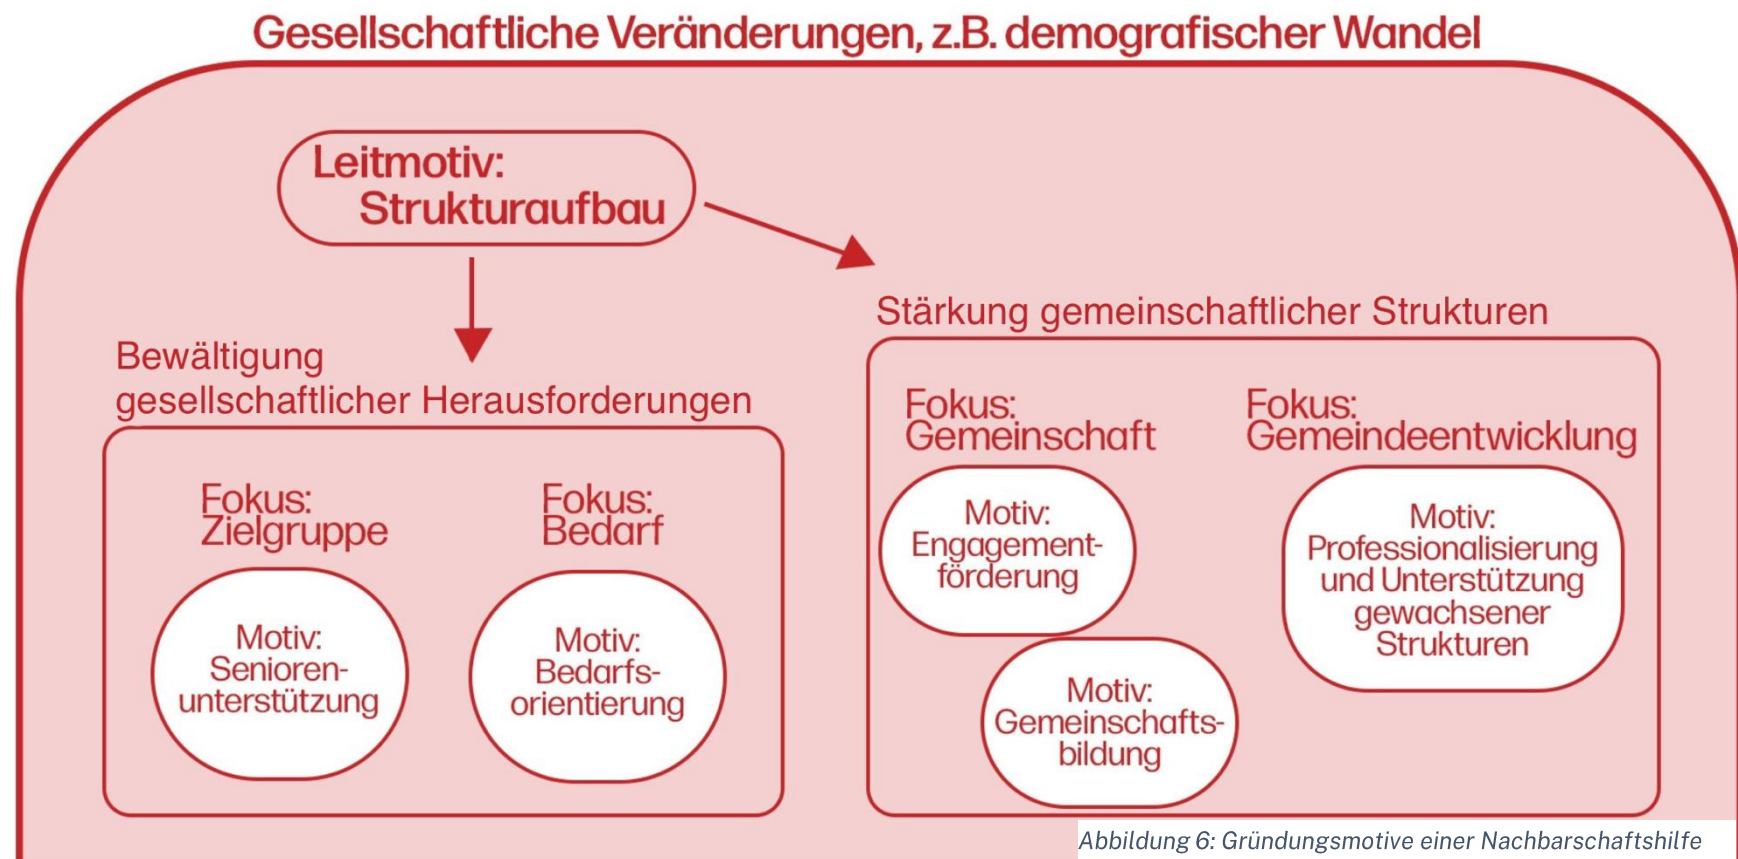 Gesellschaftliche Veränderungen, z.B. demografischer Wandel
Leitmotiv:
Strukturaufbau
Bewältigung
gesellschaftlicher Herausforderungen
Fokus:
Zielgruppe
Motiv:
Senioren-
unterstützung
Fokus:
Bedarf
Motiv:
Bedarfs-
orientierung
Stärkung gemeinschaftlicher Strukturen
Fokus:
Gemeinschaft
Motiv:
Engagement-
förderung
Motiv:
Gemeinschafts-
bildung
Fokus:
Gemeindeentwicklung
Motiv:
Professionalisierung
und Unterstützung
gewachsener
Strukturen
Abbildung 6: Gründungsmotive einer Nachbarschaftshilfe